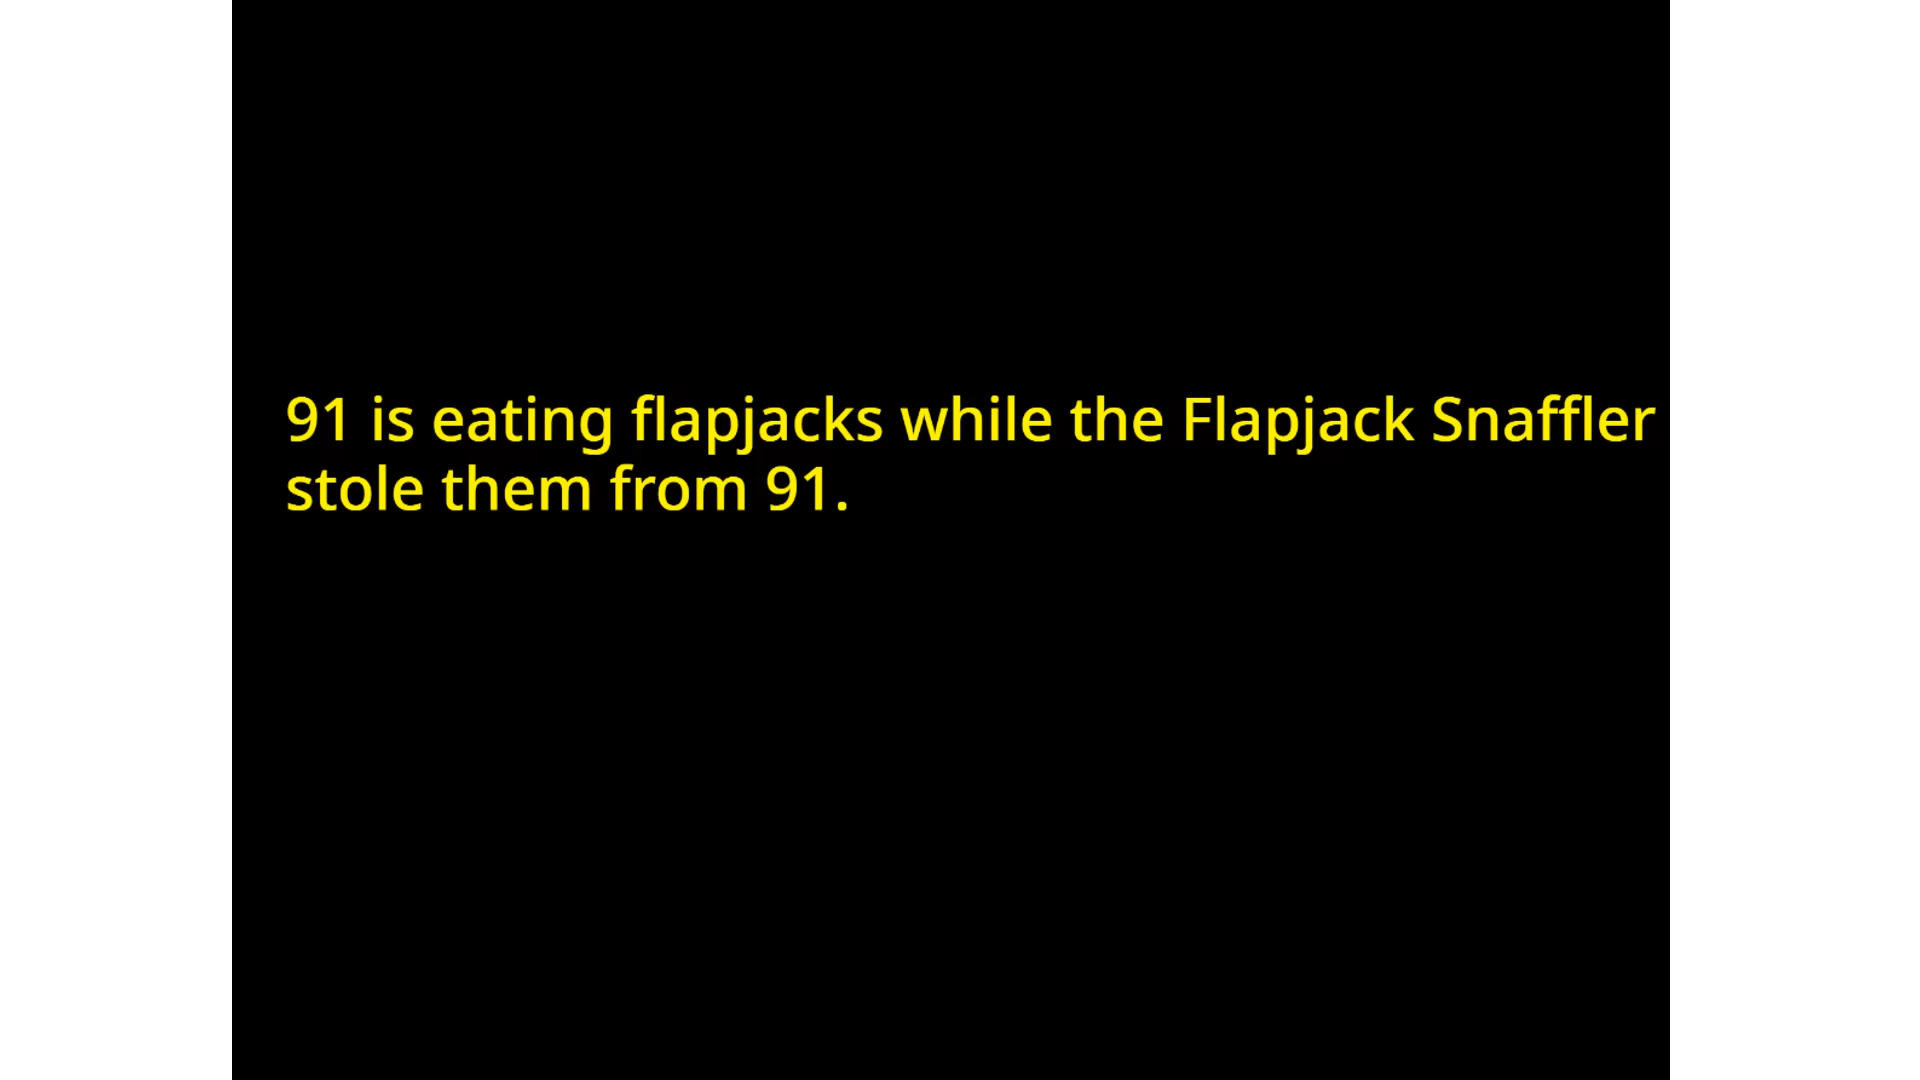 91 is eating flapjacks while the Flapjack Snaffler
stole them from 91.